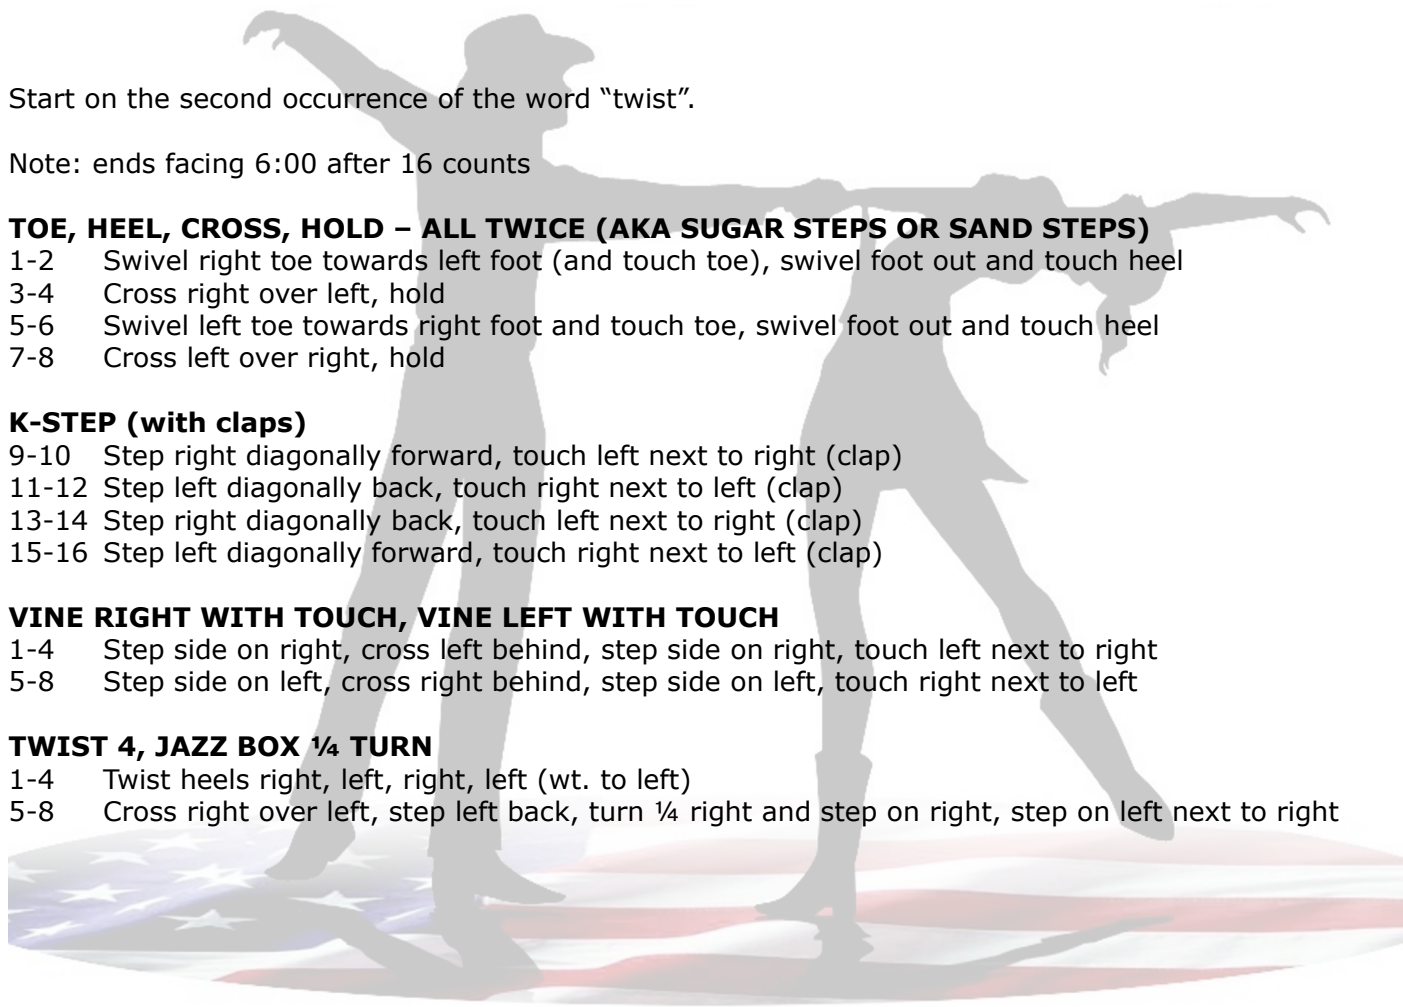 Start on the second occurrence of the word “twist”.
Note: ends facing 6:00 after 16 counts
TOE, HEEL, CROSS, HOLD – ALL TWICE (AKA SUGAR STEPS OR SAND STEPS)
1-2 Swivel right toe towards left foot (and touch toe), swivel foot out and touch heel
3-4 Cross right over left, hold
5-6 Swivel left toe towards right foot and touch toe, swivel foot out and touch heel
7-8 Cross left over right, hold
K-STEP (with claps)
9-10 Step right diagonally forward, touch left next to right (clap)
11-12 Step left diagonally back, touch right next to left (clap)
13-14 Step right diagonally back, touch left next to right (clap)
15-16 Step left diagonally forward, touch right next to left (clap)
VINE RIGHT WITH TOUCH, VINE LEFT WITH TOUCH
1-4 Step side on right, cross left behind, step side on right, touch left next to right
5-8 Step side on left, cross right behind, step side on left, touch right next to left
TWIST 4, JAZZ BOX ¼ TURN
1-4 Twist heels right, left, right, left (wt. to left)
5-8 Cross right over left, step left back, turn ¼ right and step on right, step on left next to right